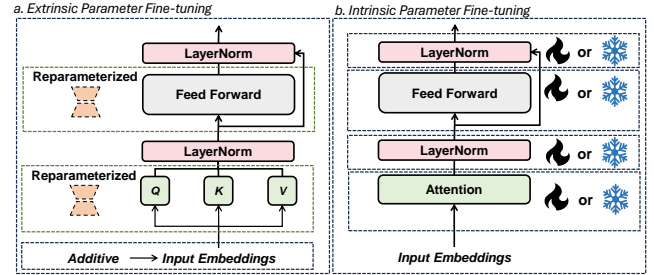 a. Extrinsic Parameter Fine-tuning
LayerNorm
Reparameterized
Feed Forward
LayerNorm
Reparameterized
Q K V
Additive Input Embeddings
b. Intrinsic Parameter Fine-tuning
LayerNorm or
Feed Forward or
LayerNorm or
Attention or
Input Embeddings